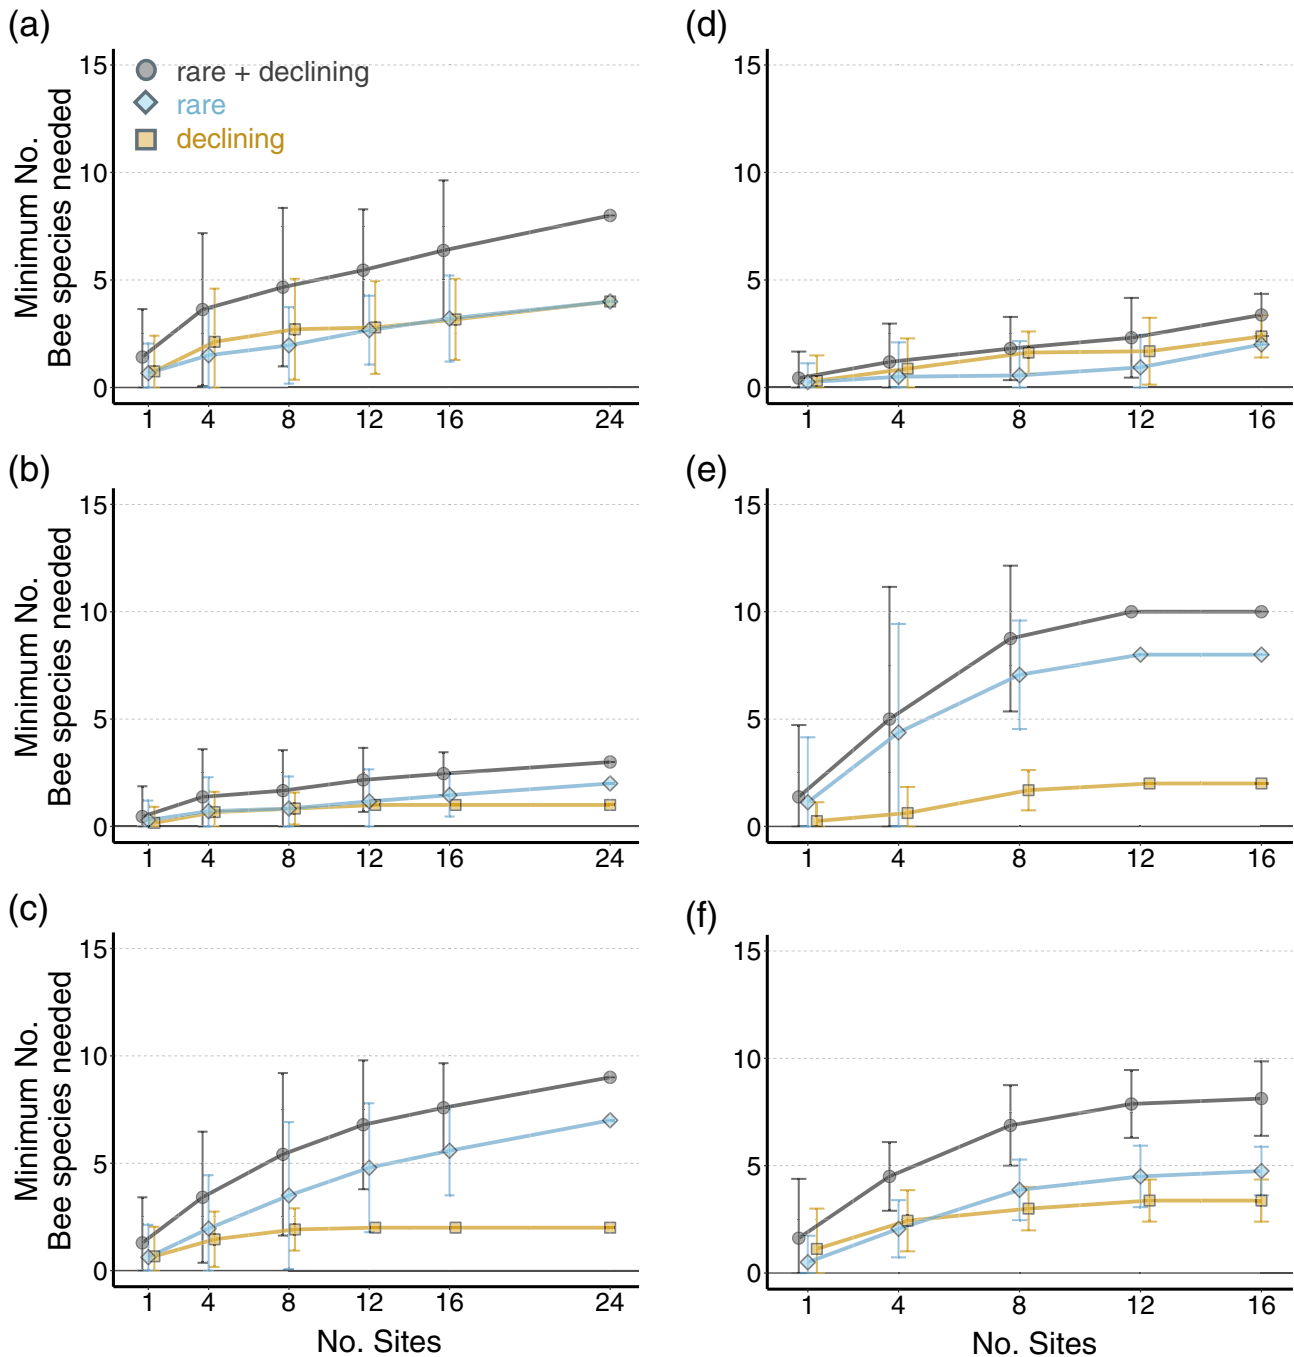 (a)
Minimum No.
Bee species needed
15
10
5
0
rare + declining
rare
declining
1 4 8 12 16 24
(d)
15
10
5
0
1 4 8 12 16
(b)
Minimum No.
Bee species needed
15
10
5
0
1 4 8 12 16 24
(e)
15
10
5
0
1 4 8 12 16
(c)
Minimum No.
Bee species needed
15
10
5
0
1 4 8 12 16 24
No. Sites
(f)
15
10
5
0
1 4 8 12 16
No. Sites